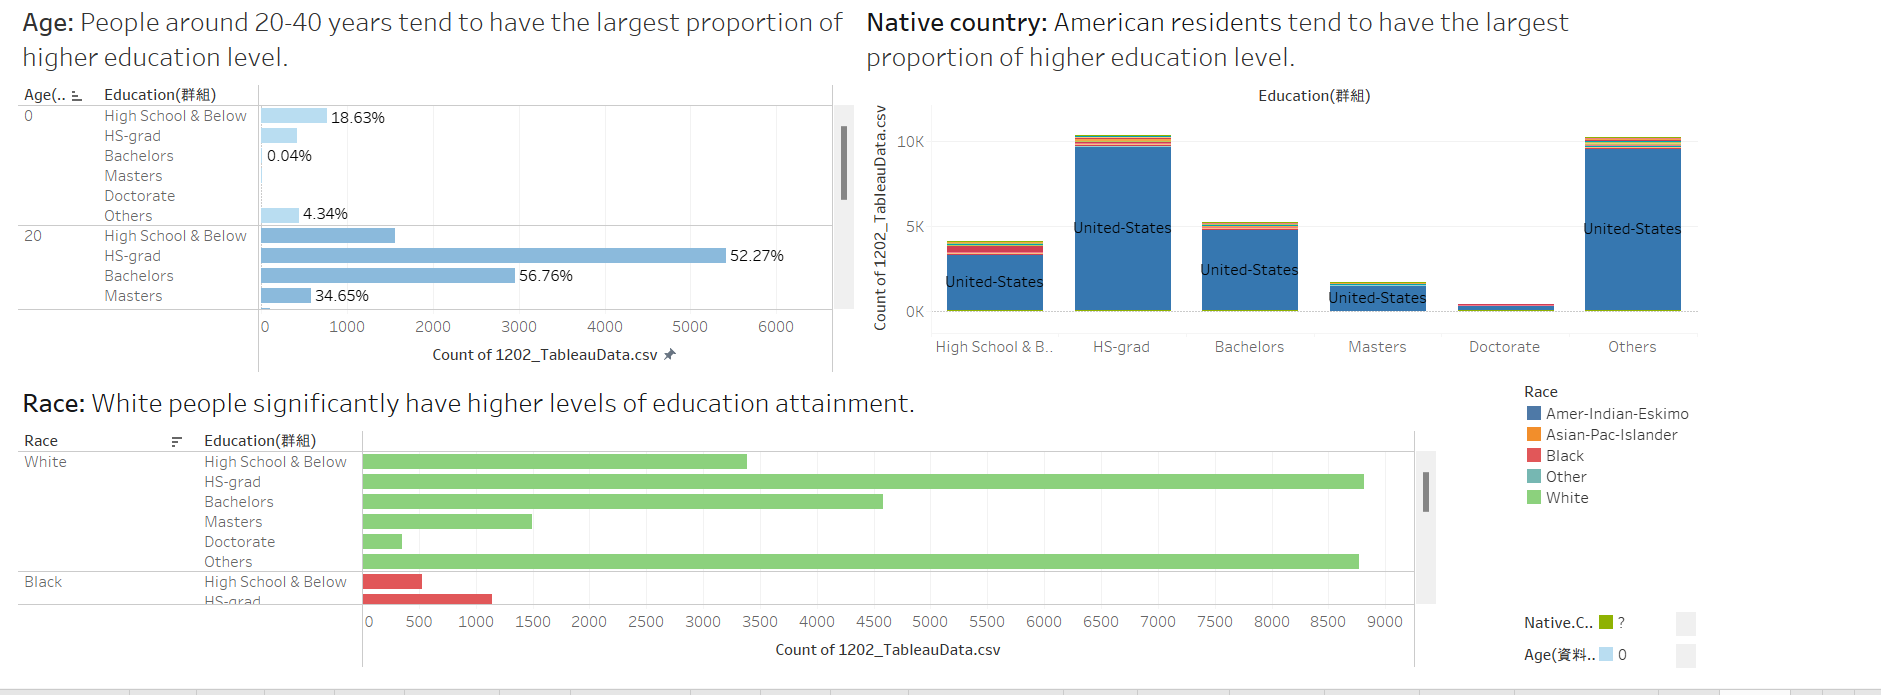 Age: People around 20-40 years tend to have the largest proportion of
higher education level.
Age(.. Education(群組)
0 High School & Below 18.63%
HS-grad
Bachelors 0.04%
Masters
Doctorate
Others 4.34%
20 High School & Below
HS-grad 52.27%
Bachelors 56.76%
Masters 34.65%
0 1000 2000 3000 4000 5000 6000
Count of 1202_TableauData.csv
Native country: American residents tend to have the largest
proportion of higher education level.
Education(群組)
Count of 1202_TableauData.csv
10K
5K
0K
United-States
United-States
United-States
United-States
United-States
High School & B.. HS-grad Bachelors Masters Doctorate Others
Race: White people significantly have higher levels of education attainment.
Race Education(群組)
White High School & Below
HS-grad
Bachelors
Masters
Doctorate
Others
Black High School & Below
HS-grad
0 500 1000 1500 2000 2500 3000 3500 4000 4500 5000 5500 6000 6500 7000 7500 8000 8500 9000
Count of 1202_TableauData.csv
Race
Amer-Indian-Eskimo
Asian-Pac-Islander
Black
Other
White
Native.C.. ?
Age(資料.. 0